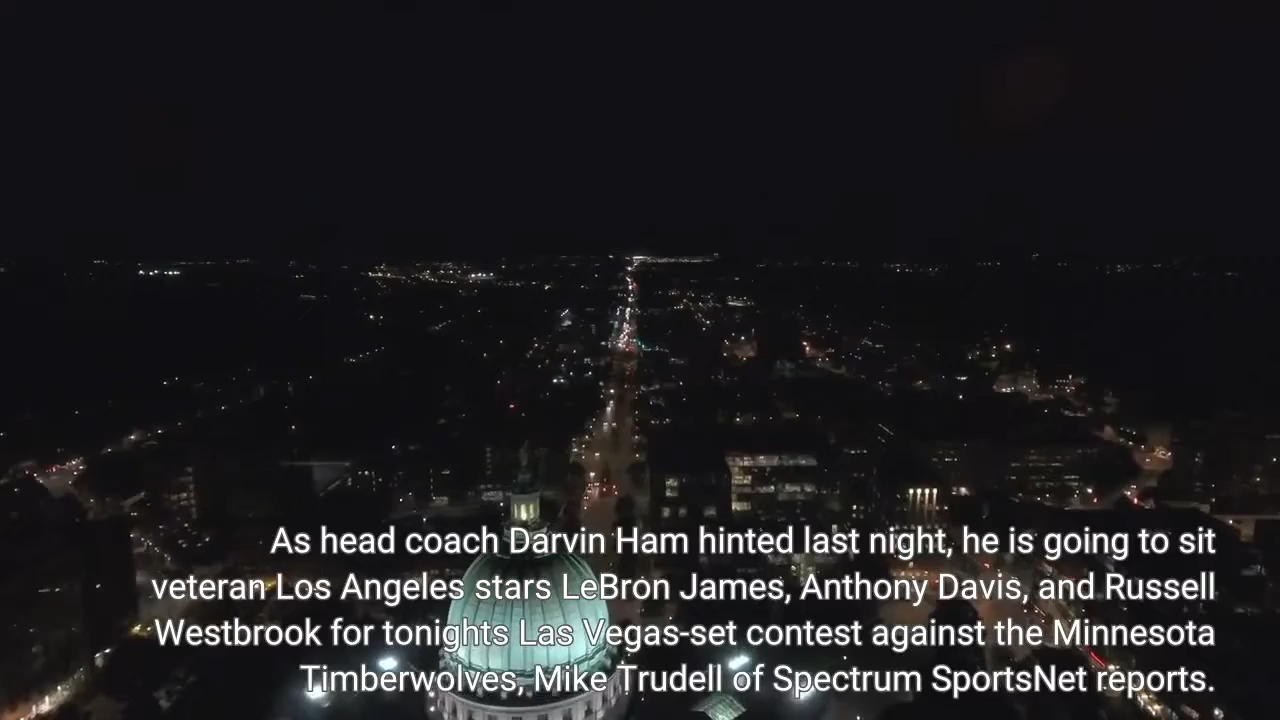 As head coach Darvin Ham hinted last night, he is going to sit
veteran Los Angeles stars LeBron James, Anthony Davis, and Russell
Westbrook for tonights Las Vegas-set contest against the Minnesota
Timberwolves, Mike Trudell of Spectrum SportsNet reports.